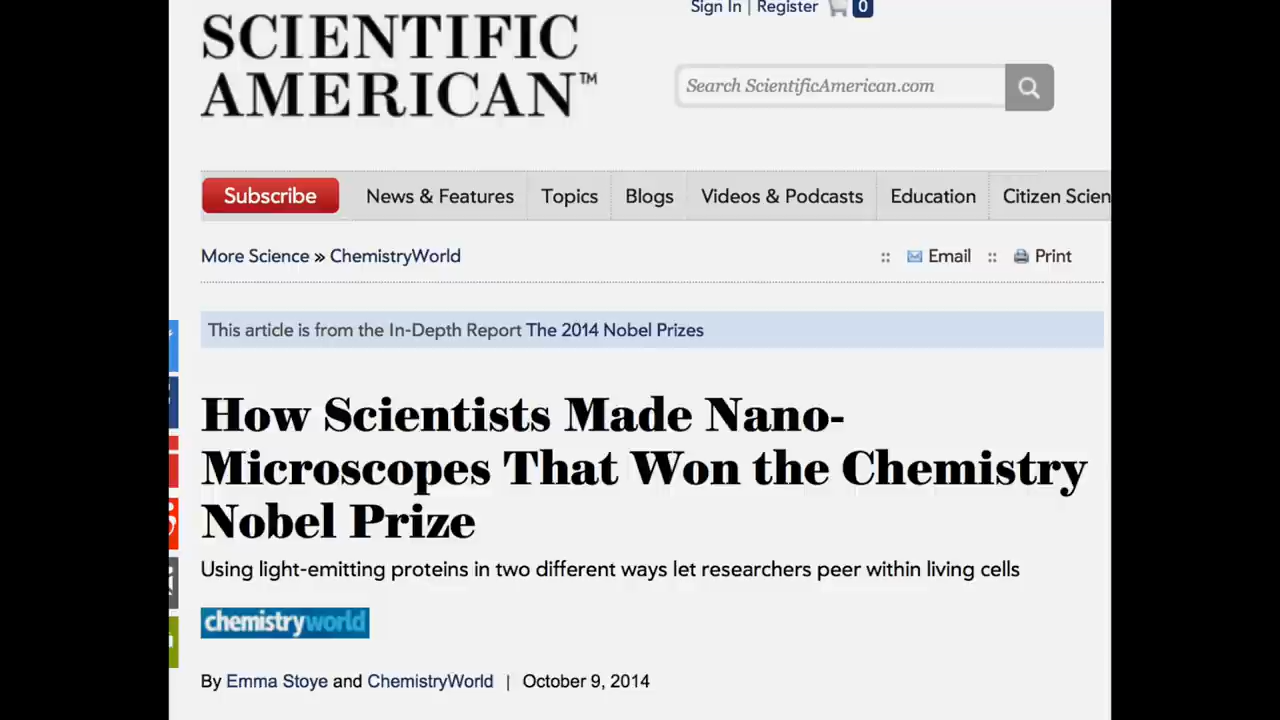 Sign In | Register 0
SCIENTIFIC
AMERICAN™
Search ScientificAmerican.com
Subscribe News & Features Topics Blogs Videos & Podcasts Education Citizen Scien
More Science » ChemistryWorld :: Email :: Print
This article is from the In-Depth Report The 2014 Nobel Prizes
How Scientists Made Nano-
Microscopes That Won the Chemistry
Nobel Prize
Using light-emitting proteins in two different ways let researchers peer within living cells
chemistryworld
By Emma Stoye and ChemistryWorld | October 9, 2014